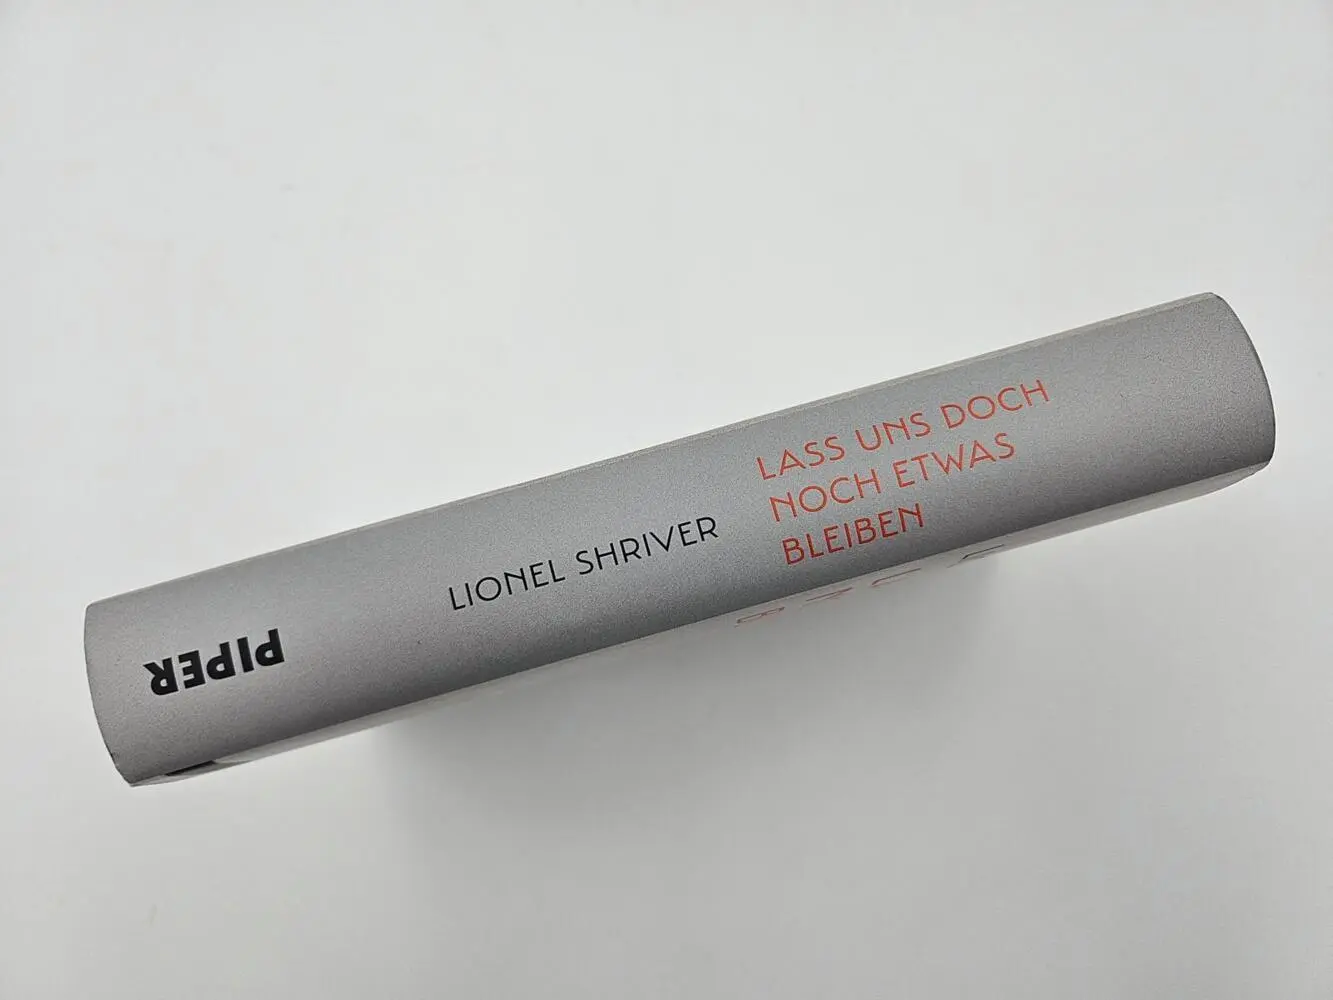 LIONEL SHRIVER
LASS UNS DOCH
NOCH ETWAS
BLEIBEN
PIPER